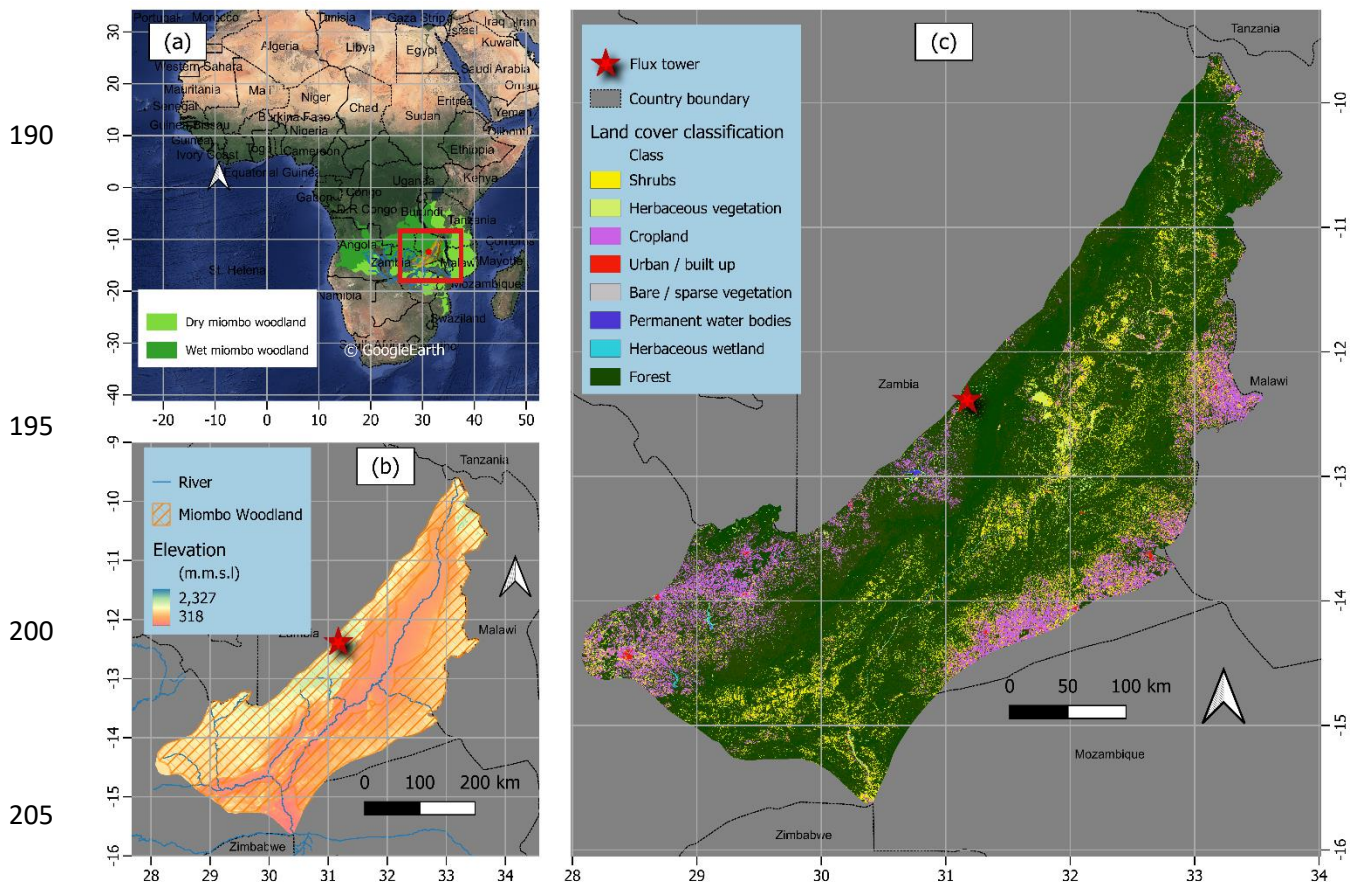 190
195
200
205
(a)
30
20
10
0
-10
-20
-30
-40
-20
-10
0
10
20
30
40
50
Portugal
Morocco
Tunisia
Gaza Strip
Israel
Iraq
Iran
Kuwait
Algeria
Libya
Egypt
Western Sahara
Saudi Arabia
Mauritania
Mali
Niger
Oman
Senegal
Chad
Sudan
Eritrea
Yemen
Burkina Faso
Djibouti
Guinea-Bissau
Guinea
Nigeria
Ivory Coast
Togo
Cameroon
Ethiopia
Equatorial Guinea
Uganda
Kenya
Gabon
Congo
D.R.Congo
Burundi
Tanzania
Angola
Comoros
Zambia
Malawi
Mayotte
St. Helena
Mozambique
Namibia
Swaziland
Dry miombo woodland
Wet miombo woodland
© GoogleEarth
(b)
-9
-10
-11
-12
-13
-14
-15
-16
28
29
30
31
32
33
34
River
Miombo Woodland
Elevation
(m.m.s.l)
2,327
318
Tanzania
Zambia
Malawi
Zimbabwe
0 100 200 km
(c)
Flux tower
Country boundary
Land cover classification
Class
Shrubs
Herbaceous vegetation
Cropland
Urban / built up
Bare / sparse vegetation
Permanent water bodies
Herbaceous wetland
Forest
Tanzania
Zambia
Malawi
Mozambique
Zimbabwe
0 50 100 km
-10
-11
-12
-13
-14
-15
-16
28
29
30
31
32
33
34